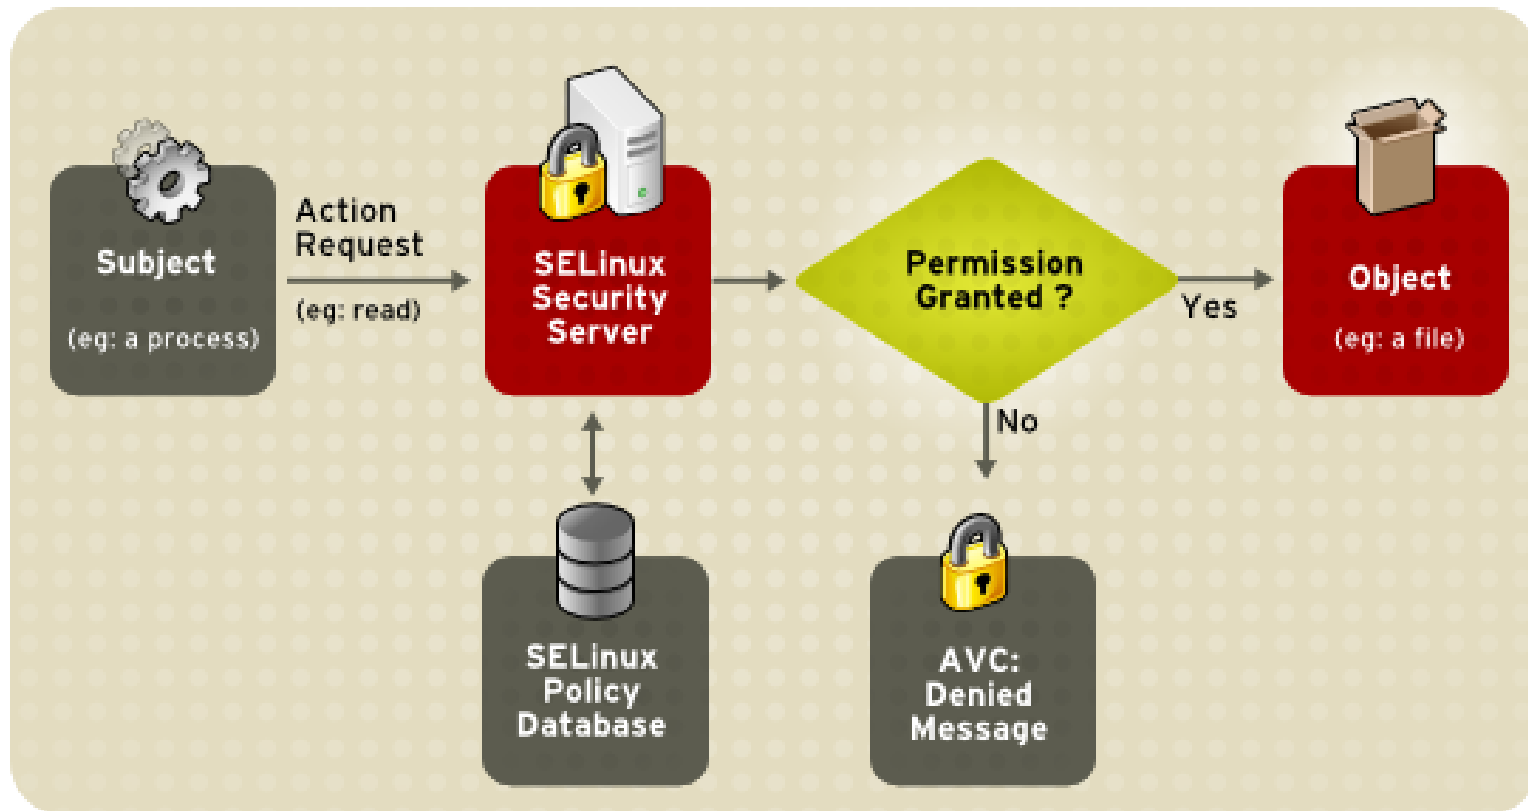 Subject
(eg: a process)
Action
Request
(eg: read)
SELinux
Security
Server
Permission
Granted ?
Yes
Object
(eg: a file)
No
SELinux
Policy
Database
AVC:
Denied
Message